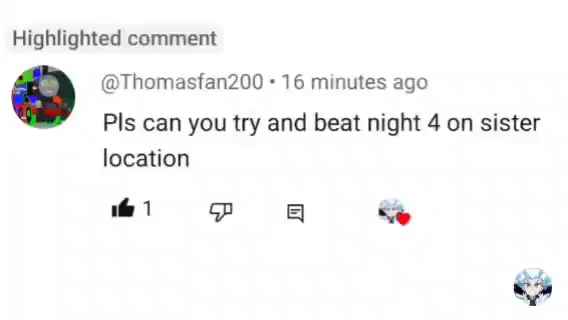 Highlighted comment
@Thomasfan200 • 16 minutes ago
Pls can you try and beat night 4 on sister
location
1